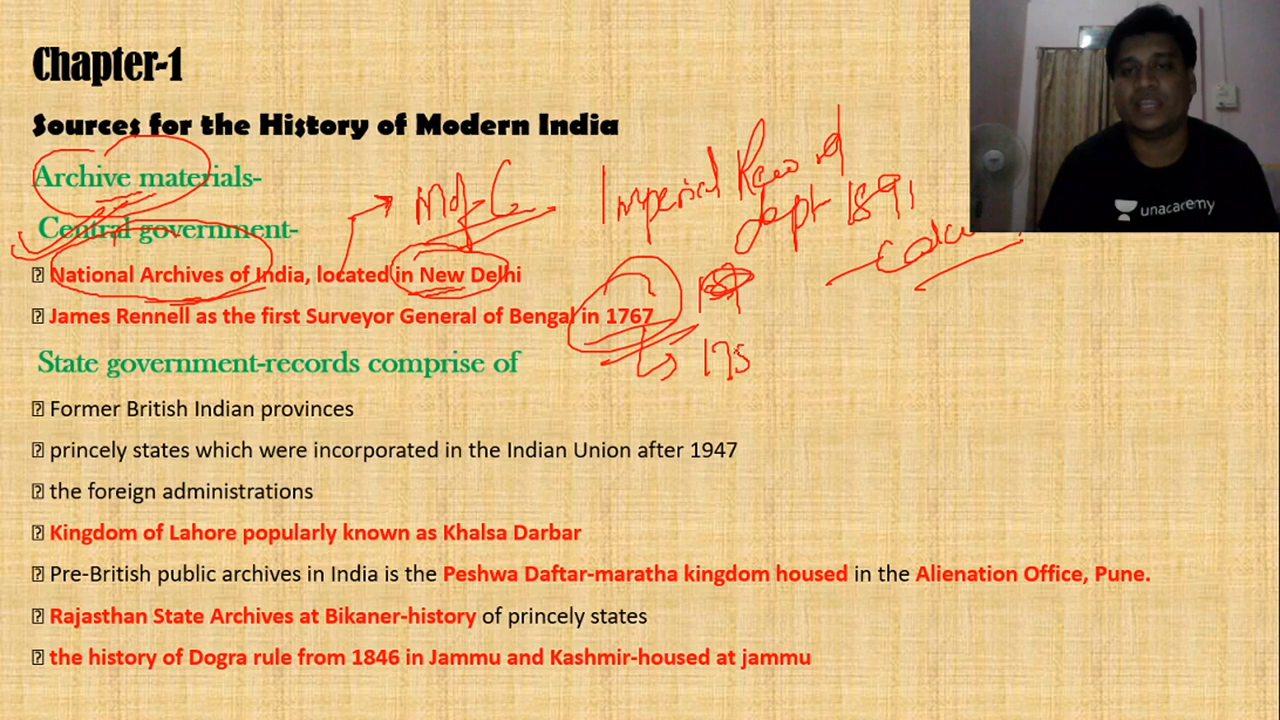 Chapter-1
Sources for the History of Modern India
Archive materials-
Imperial Record
dept 1891
unacademy
Central government-
National Archives of India, located in New Delhi
James Rennell as the first Surveyor General of Bengal in 1767
175
State government-records comprise of
Former British Indian provinces
princely states which were incorporated in the Indian Union after 1947
the foreign administrations
Kingdom of Lahore popularly known as Khalsa Darbar
Pre-British public archives in India is the Peshwa Daftar-maratha kingdom housed in the Alienation Office, Pune.
Rajasthan State Archives at Bikaner-history of princely states
the history of Dogra rule from 1846 in Jammu and Kashmir-housed at jammu